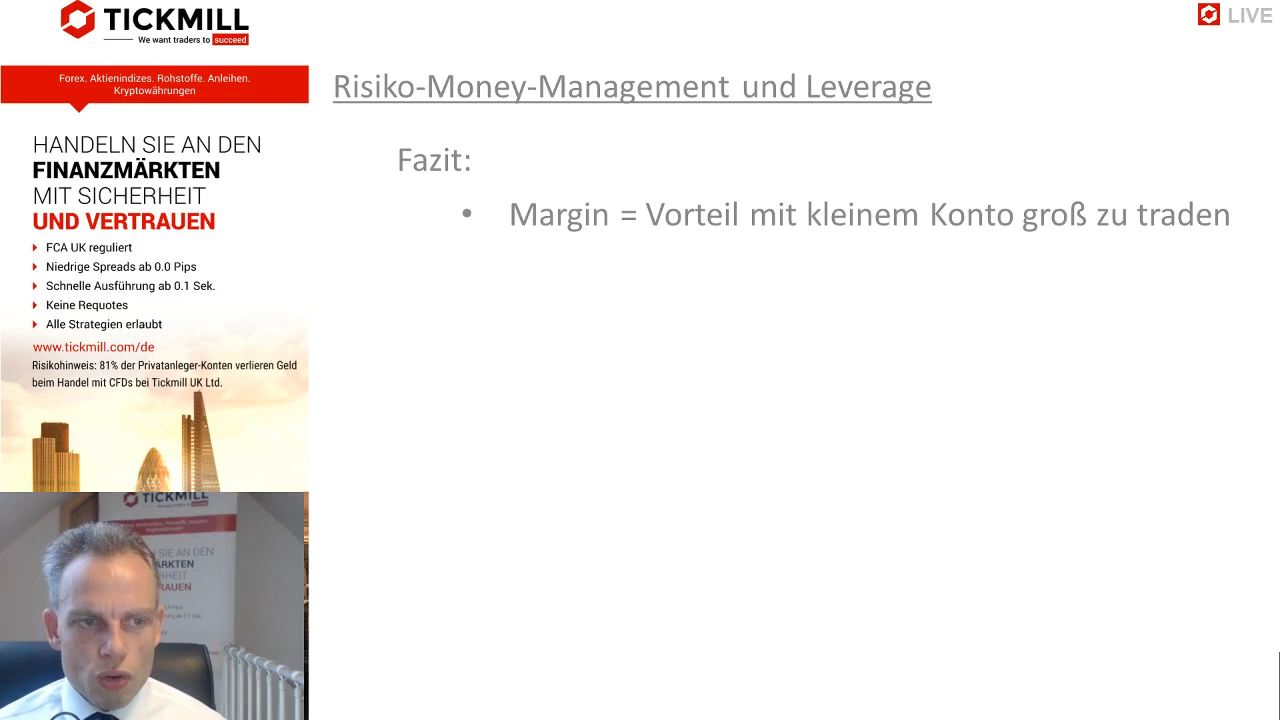 TICKMILL
We want traders to succeed
LIVE
Forex. Aktienindizes. Rohstoffe. Anleihen.
Kryptowährungen
HANDELN SIE AN DEN
FINANZMÄRKTEN
MIT SICHERHEIT
UND VERTRAUEN
FCA UK reguliert
Niedrige Spreads ab 0.0 Pips
Schnelle Ausführung ab 0.1 Sek.
Keine Requotes
Alle Strategien erlaubt
www.tickmill.com/de
Risikohinweis: 81% der Privatanleger-Konten verlieren Geld
beim Handel mit CFDs bei Tickmill UK Ltd.
Risiko-Money-Management und Leverage
Fazit:
• Margin = Vorteil mit kleinem Konto groß zu traden
TICKMILL
SIE AN DEN